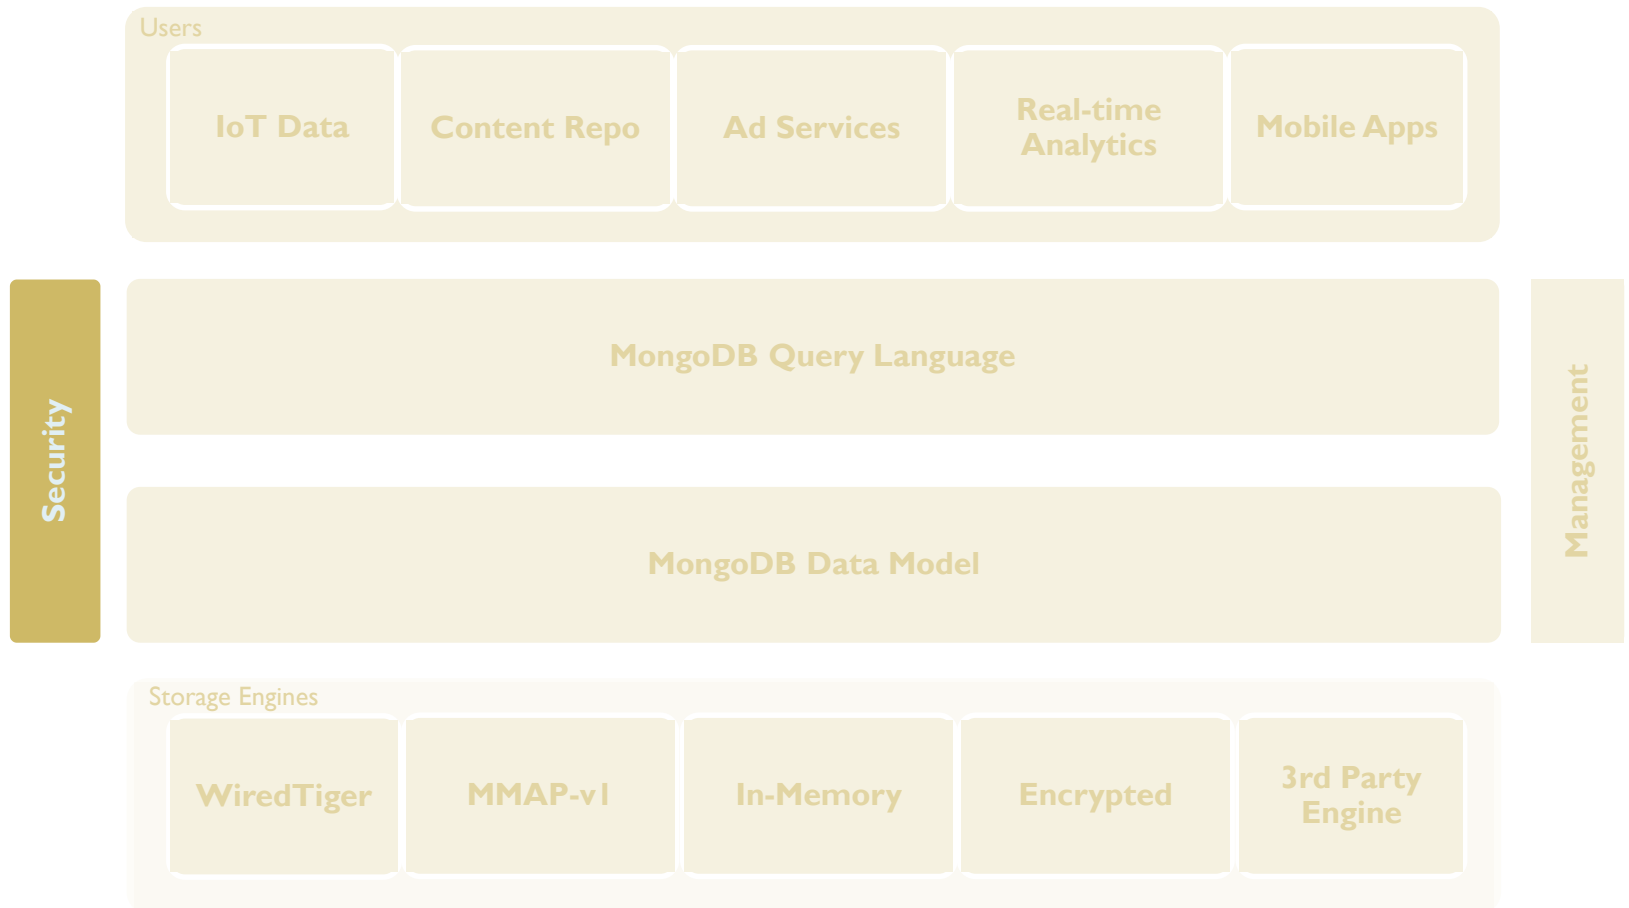 Users
IoT Data
Content Repo
Ad Services
Real-time
Analytics
Mobile Apps
Security
MongoDB Query Language
Management
MongoDB Data Model
Storage Engines
WiredTiger
MMAP-v1
In-Memory
Encrypted
3rd Party
Engine